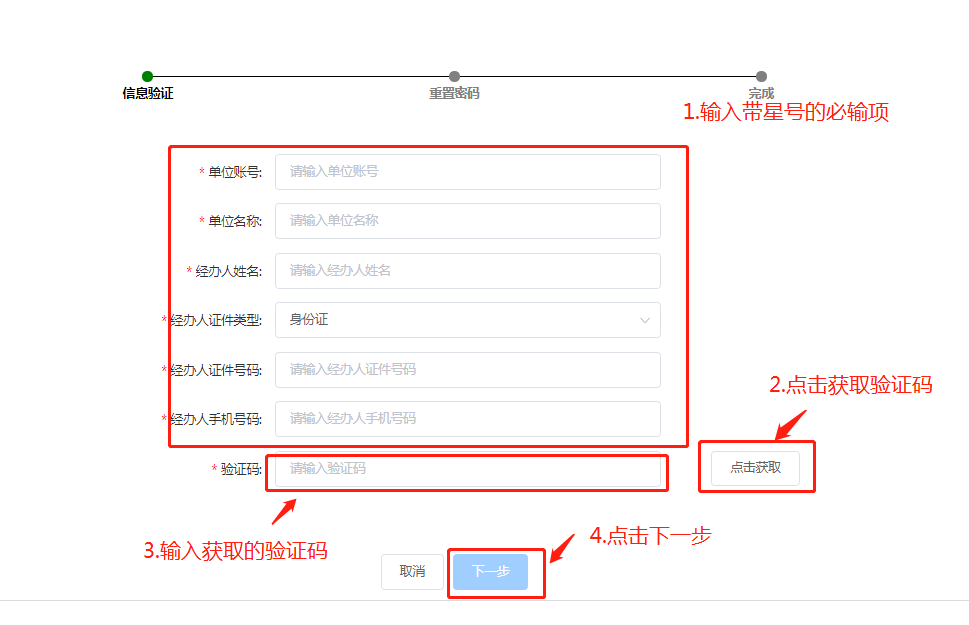 信息验证
重置密码
完成
1.输入带星号的必输项
* 单位账号: 请输入单位账号
* 单位名称: 请输入单位名称
* 经办人姓名: 请输入经办人姓名
* 经办人证件类型: 身份证
* 经办人证件号码: 请输入经办人证件号码
2.点击获取验证码
* 经办人手机号码: 请输入经办人手机号码
* 验证码: 请输入验证码
点击获取
3.输入获取的验证码
4.点击下一步
取消
下一步